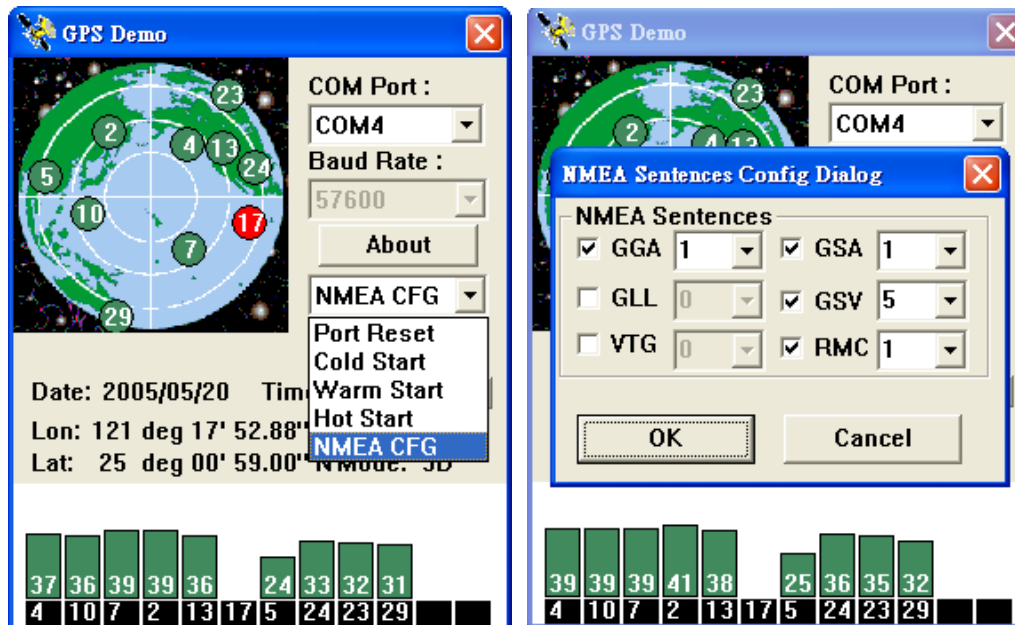 GPS Demo
COM Port :
COM4
Baud Rate :
57600
About
NMEA CFG
Port Reset
Cold Start
Warm Start
Hot Start
NMEA CFG
23
2
4
13
5
24
10
17
7
29
Date: 2005/05/20
Lon: 121 deg 17' 52.88"
Lat: 25 deg 00' 59.00" N Mode: 3D
37 36 39 39 36 24 33 32 31
4 10 7 2 13 17 5 24 23 29
GPS Demo
COM Port :
COM4
23
2
4
13
NMEA Sentences Config Dialog
NMEA Sentences
GGA 1 GSA 1
GLL 0 GSV 5
VTG 0 RMC 1
OK Cancel
39 39 39 41 38 25 36 35 32
4 10 7 2 13 17 5 24 23 29